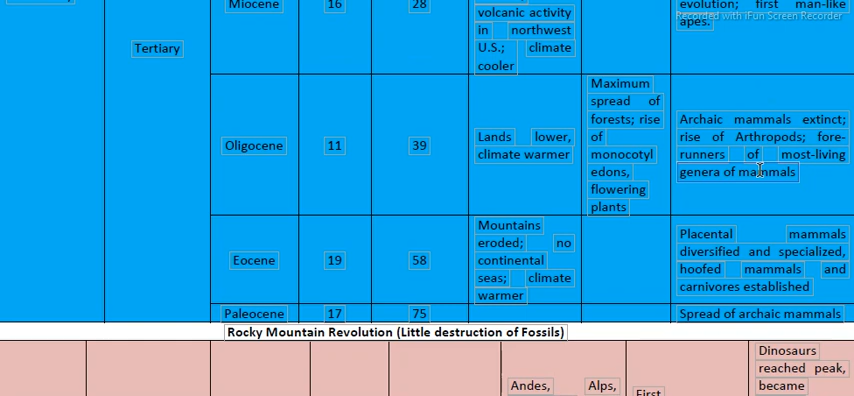 Miocene 16 28
volcanic activity
in northwest
U.S.; climate
cooler
evolution; first man-like
apes.
Recorded with iFun Screen Recorder
Tertiary
Oligocene 11 39
Lands lower,
climate warmer
Maximum
spread of
forests; rise
of
monocotyl
edons,
flowering
plants
Archaic mammals extinct;
rise of Arthropods; fore-
runners of most-living
genera of mammals
Eocene 19 58
Mountains
eroded; no
continental
seas; climate
warmer
Placental mammals
diversified and specialized,
hoofed mammals and
carnivores established
Paleocene 17 75
Spread of archaic mammals
Rocky Mountain Revolution (Little destruction of Fossils)
Andes, Alps,
First
Dinosaurs
reached peak,
became